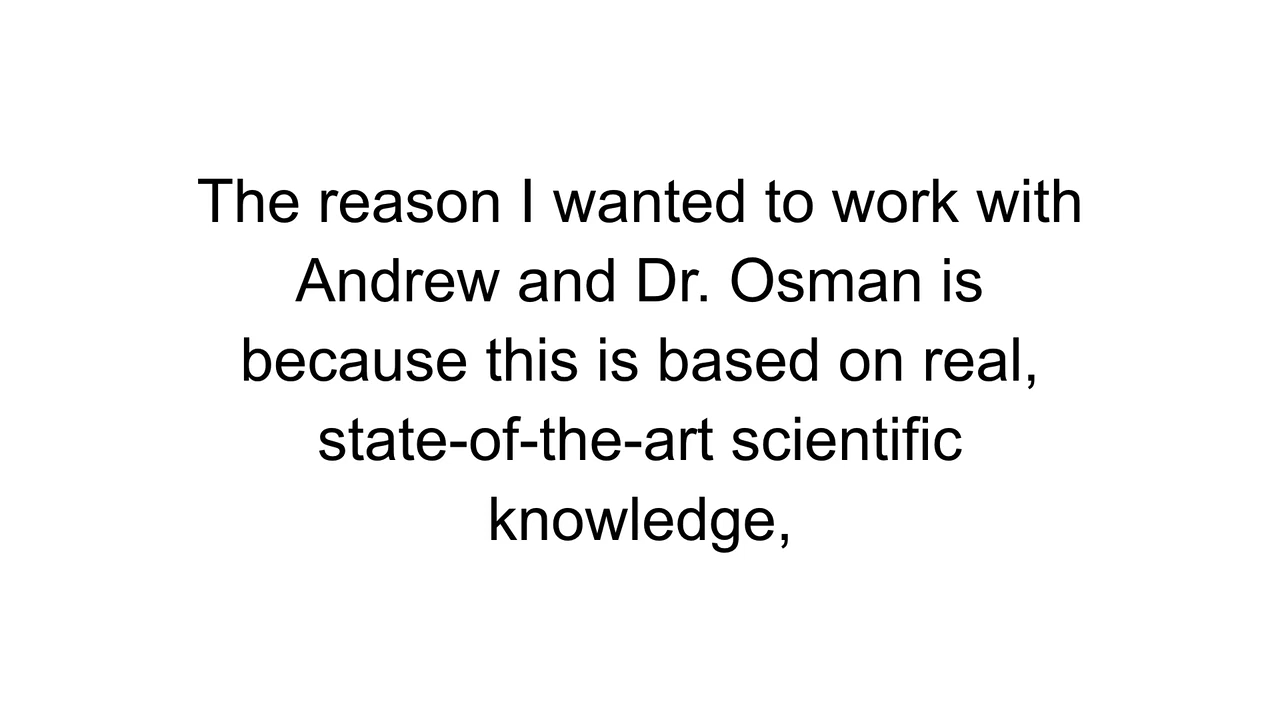 The reason I wanted to work with
Andrew and Dr. Osman is
because this is based on real,
state-of-the-art scientific
knowledge,